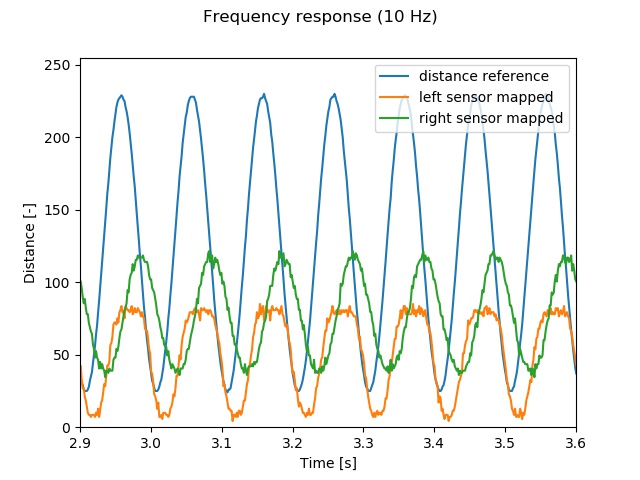 Frequency response (10 Hz)
250
200
150
100
50
0
Distance [-]
distance reference
left sensor mapped
right sensor mapped
2.9 3.0 3.1 3.2 3.3 3.4 3.5 3.6
Time [s]